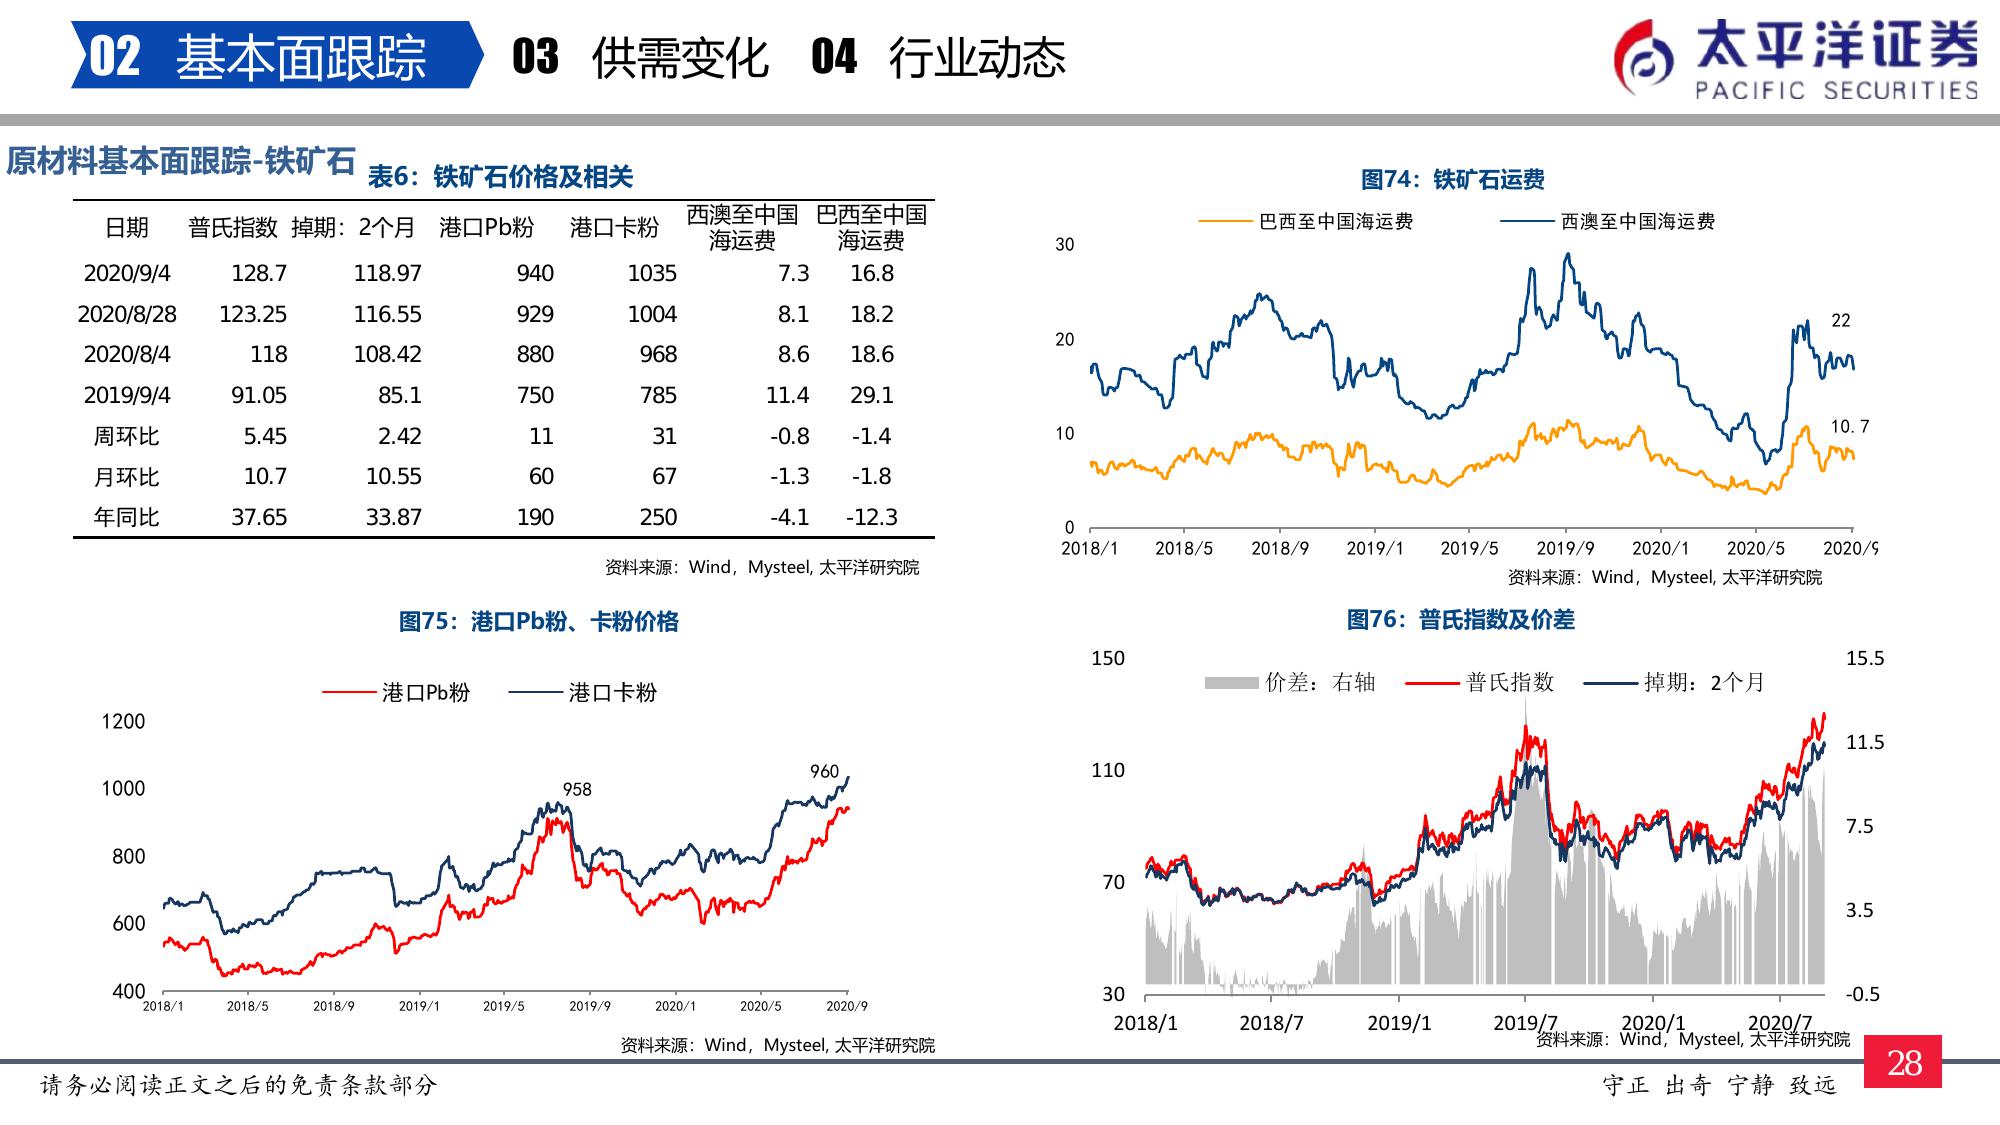 02 基本面跟踪 03 供需变化 04 行业动态
太平洋证券
PACIFIC SECURITIES
原材料基本面跟踪-铁矿石
表6：铁矿石价格及相关
日期 普氏指数 掉期：2个月 港口Pb粉 港口卡粉 西澳至中国海运费 巴西至中国海运费
2020/9/4 128.7 118.97 940 1035 7.3 16.8
2020/8/28 123.25 116.55 929 1004 8.1 18.2
2020/8/4 118 108.42 880 968 8.6 18.6
2019/9/4 91.05 85.1 750 785 11.4 29.1
周环比 5.45 2.42 11 31 -0.8 -1.4
月环比 10.7 10.55 60 67 -1.3 -1.8
年同比 37.65 33.87 190 250 -4.1 -12.3
资料来源：Wind，Mysteel, 太平洋研究院
图74：铁矿石运费
巴西至中国海运费 西澳至中国海运费
30
20
10
0
22
10.7
2018/1 2018/5 2018/9 2019/1 2019/5 2019/9 2020/1 2020/5 2020/9
资料来源：Wind，Mysteel, 太平洋研究院
图75：港口Pb粉、卡粉价格
港口Pb粉 港口卡粉
1200
1000
800
600
400
958
960
2018/1 2018/5 2018/9 2019/1 2019/5 2019/9 2020/1 2020/5 2020/9
资料来源：Wind，Mysteel, 太平洋研究院
图76：普氏指数及价差
价差：右轴 普氏指数 掉期：2个月
150
110
70
30
15.5
11.5
7.5
3.5
-0.5
2018/1 2018/7 2019/1 2019/7 2020/1 2020/7
资料来源：Wind，Mysteel, 太平洋研究院
请务必阅读正文之后的免责条款部分
守正 出奇 宁静 致远
28